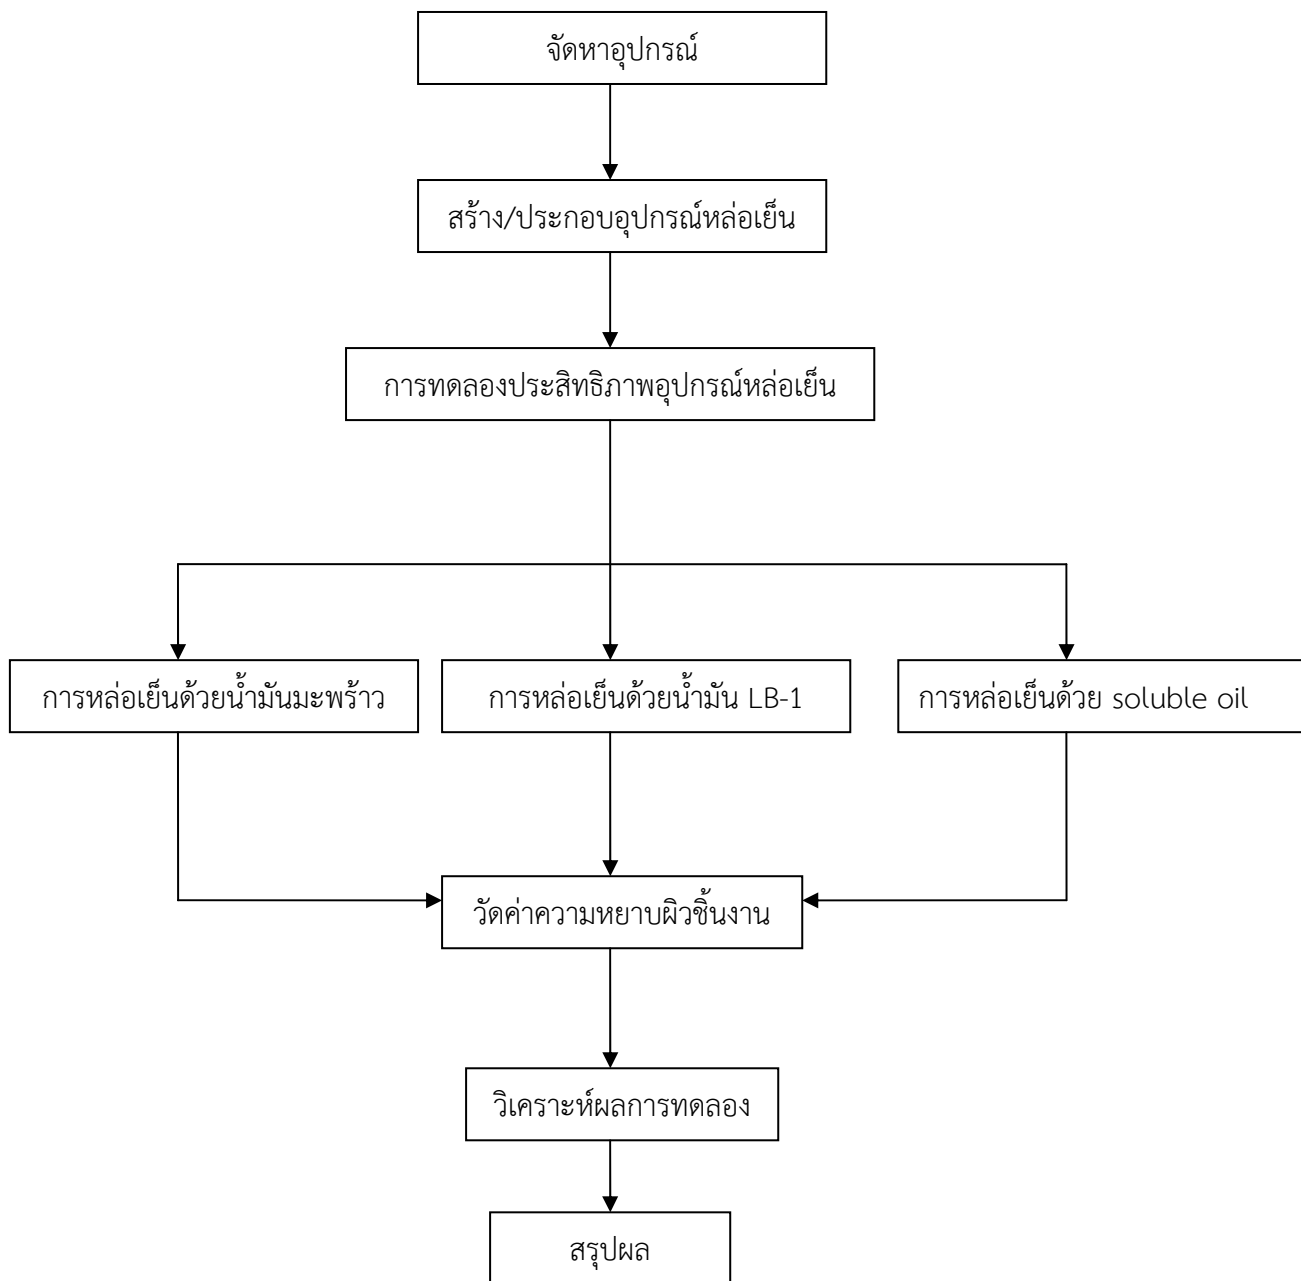 จัดหาอุปกรณ์
สร้าง/ประกอบอุปกรณ์หล่อเย็น
การทดลองประสิทธิภาพอุปกรณ์หล่อเย็น
การหล่อเย็นด้วยน้ำมันมะพร้าว
การหล่อเย็นด้วยน้ำมัน LB-1
การหล่อเย็นด้วย soluble oil
วัดค่าความหยาบผิวชิ้นงาน
วิเคราะห์ผลการทดลอง
สรุปผล